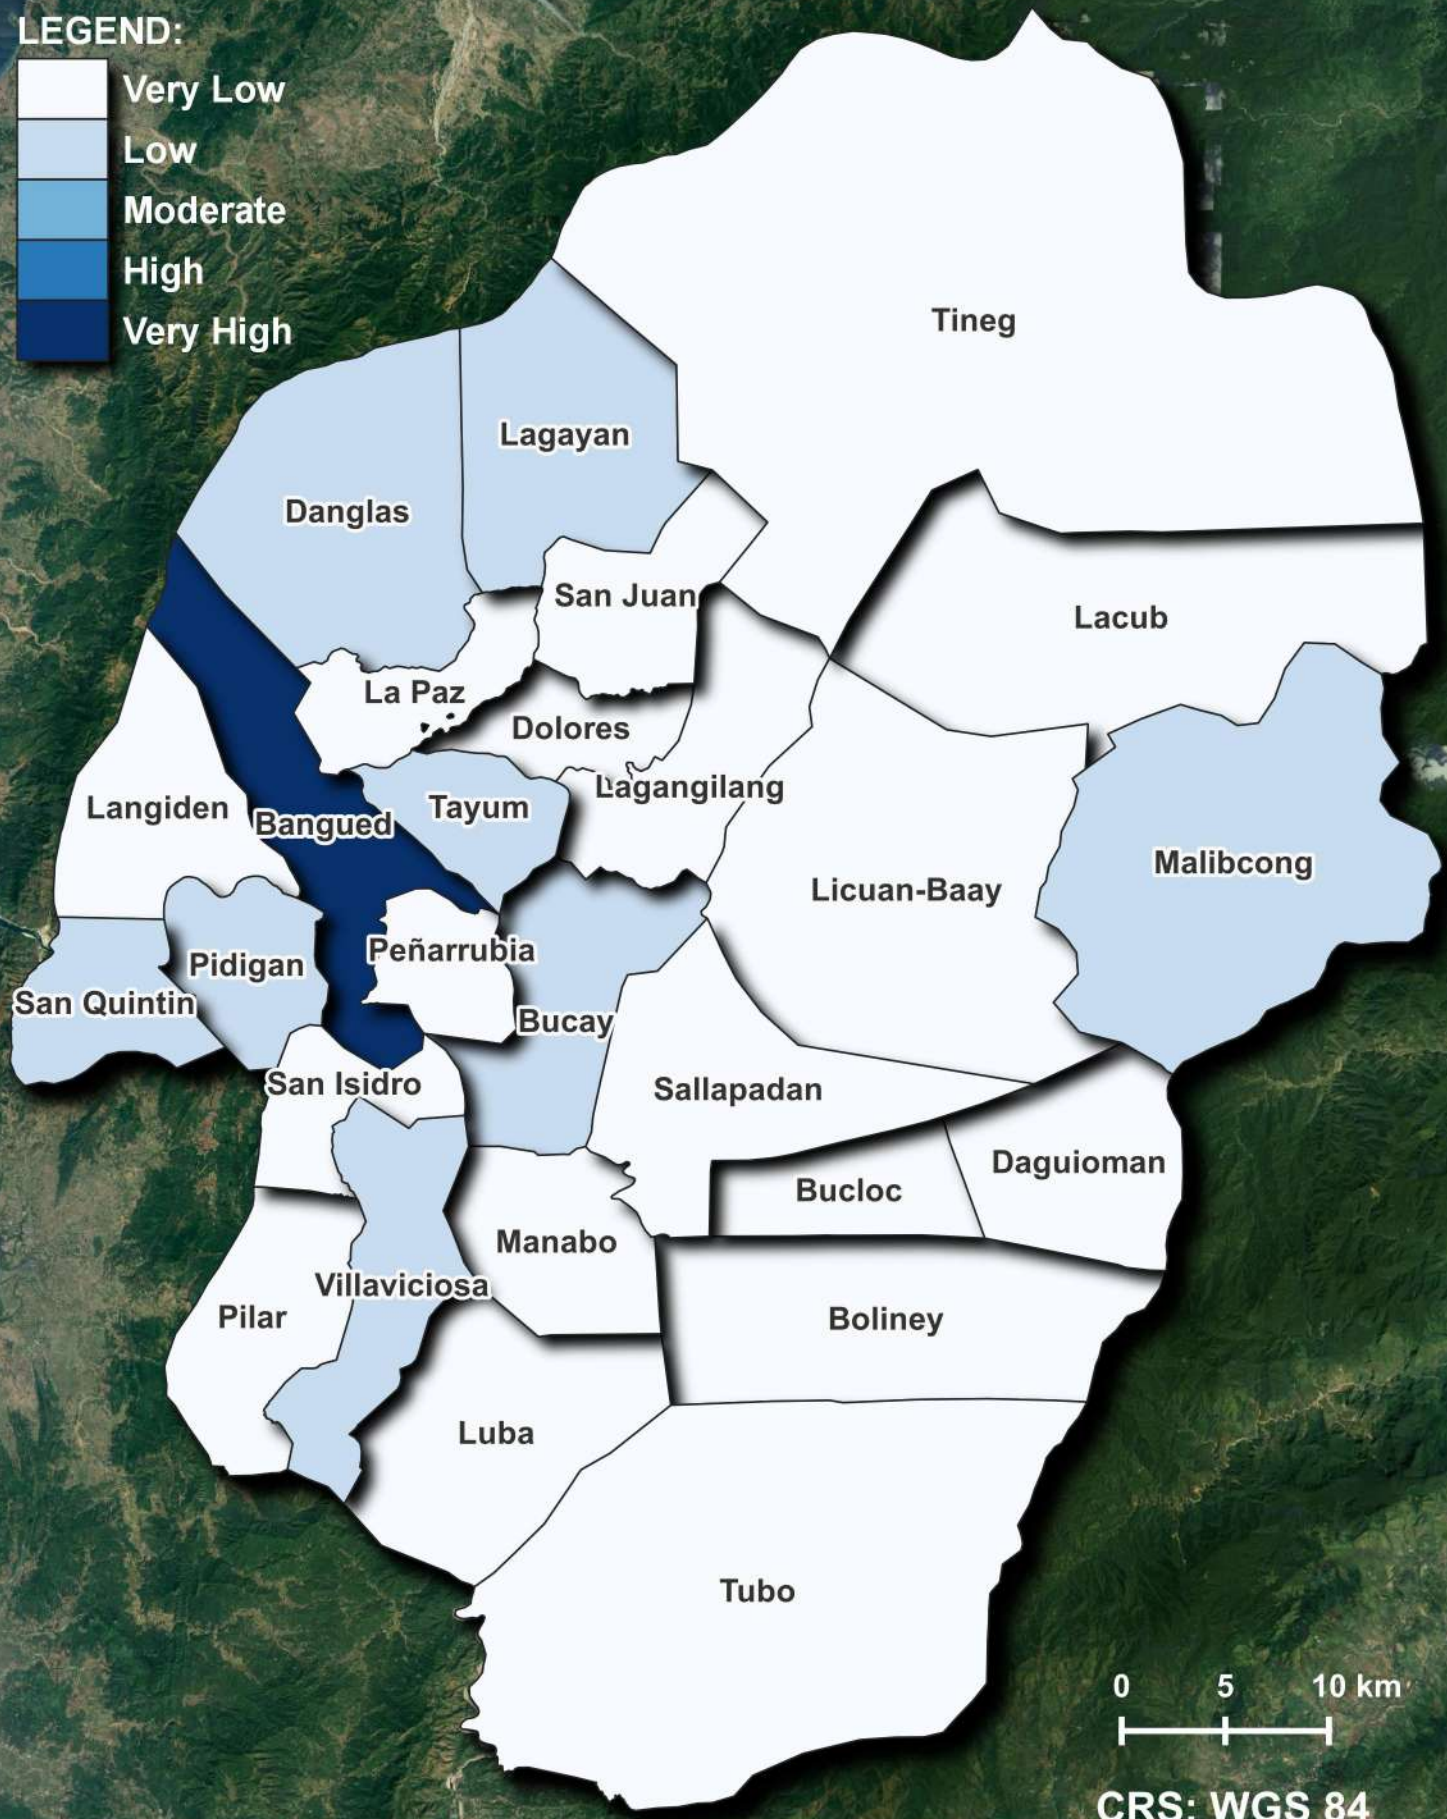 LEGEND:
Very Low
Low
Moderate
High
Very High
Tineg
Lagayan
Danglas
San Juan
Lacub
La Paz
Dolores
Lagangilang
Tayum
Langiden
Bangued
Malibcong
Licuan-Baay
Peñarrubia
Pidigan
San Quintin
Bucay
San Isidro
Sallapadan
Daguioman
Bucloc
Manabo
Villaviciosa
Pilar
Boliney
Luba
Tubo
0 5 10 km
CRS: WGS 84